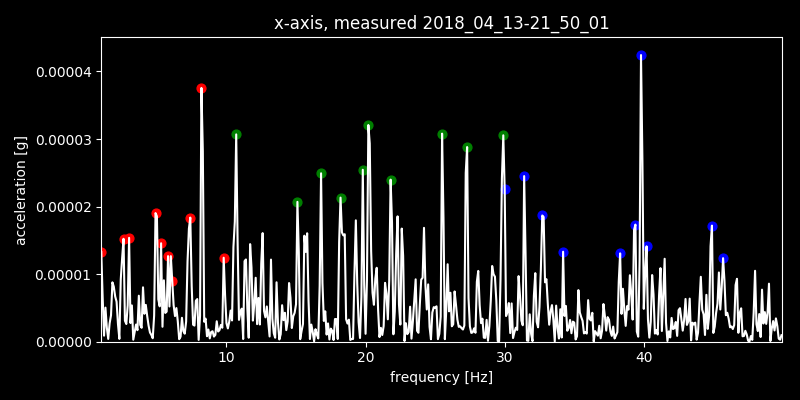 x-axis, measured 2018_04_13-21_50_01
0.00004
0.00003
0.00002
0.00001
0.00000
acceleration [g]
10 20 30 40
frequency [Hz]